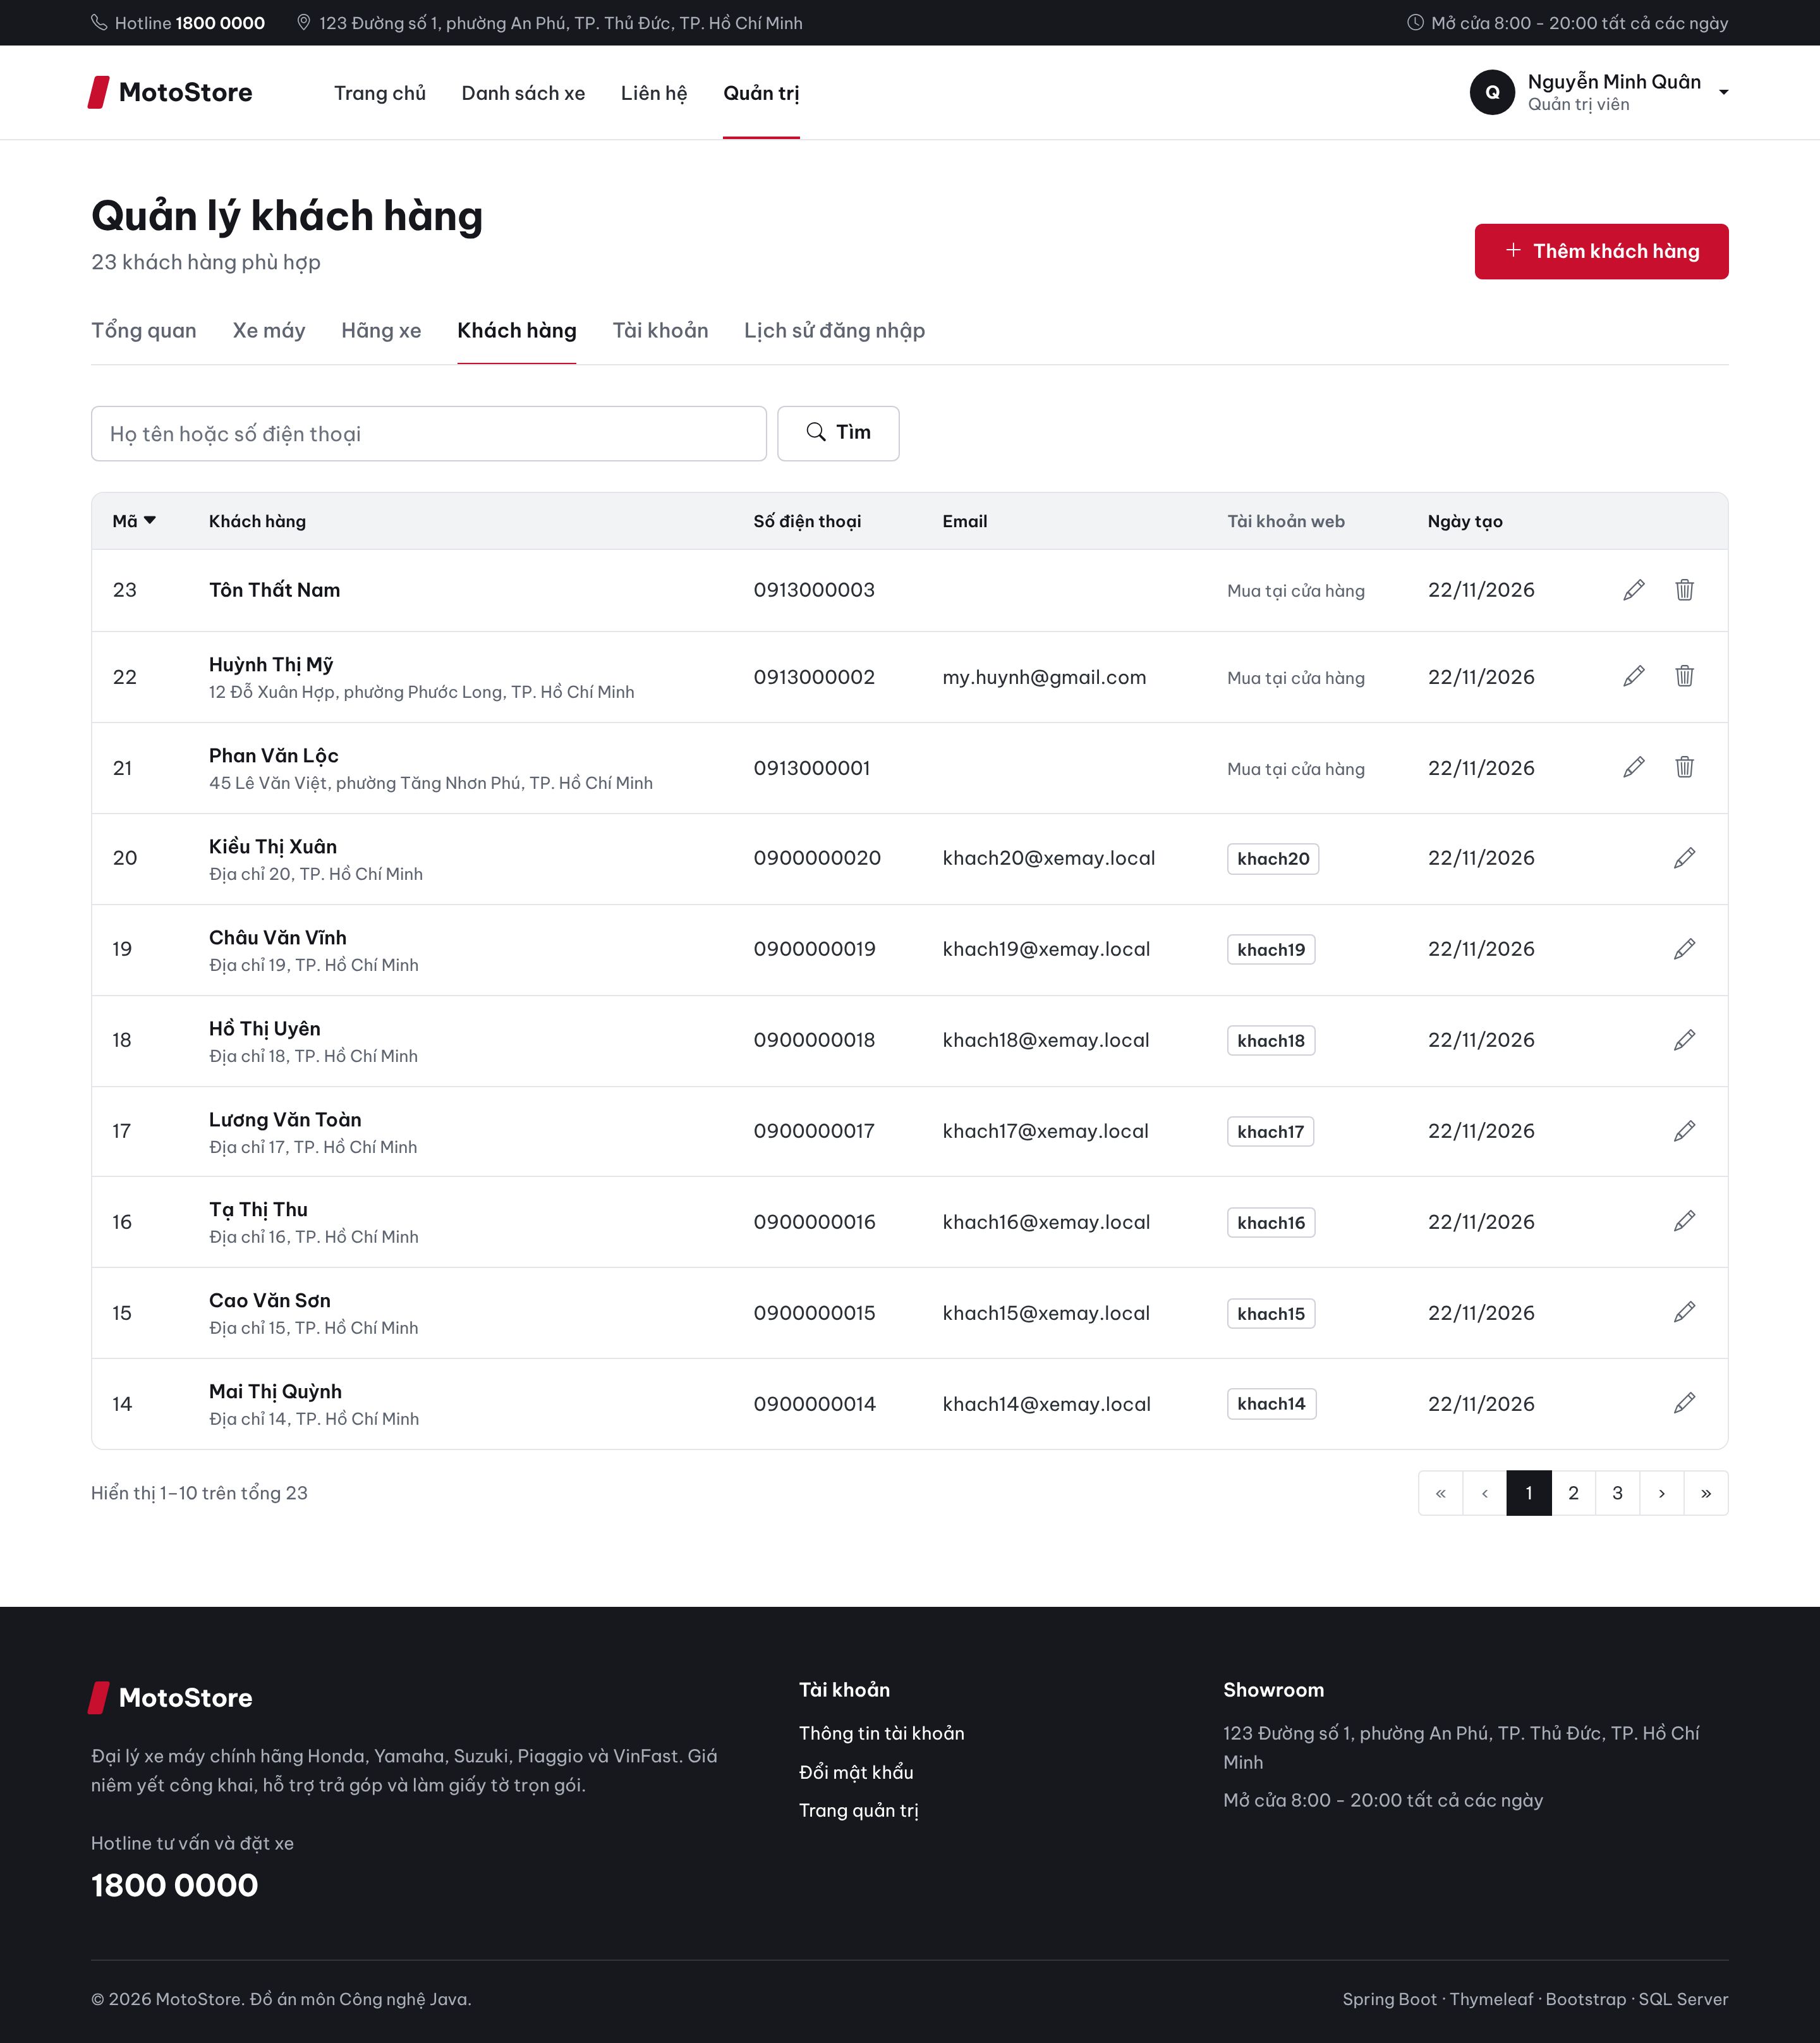 Hotline 1800 0000 123 Đường số 1, phường An Phú, TP. Thủ Đức, TP. Hồ Chí Minh Mở cửa 8:00 - 20:00 tất cả các ngày
MotoStore Trang chủ Danh sách xe Liên hệ Quản trị Q Nguyễn Minh Quân
Quản trị viên
Quản lý khách hàng
23 khách hàng phù hợp
+ Thêm khách hàng
Tổng quan Xe máy Hãng xe Khách hàng Tài khoản Lịch sử đăng nhập
Họ tên hoặc số điện thoại Tìm
Mã Khách hàng Số điện thoại Email Tài khoản web Ngày tạo
23 Tôn Thất Nam 0913000003 Mua tại cửa hàng 22/11/2026
22 Huỳnh Thị Mỹ 0913000002 my.huynh@gmail.com Mua tại cửa hàng 22/11/2026
12 Đỗ Xuân Hợp, phường Phước Long, TP. Hồ Chí Minh
21 Phan Văn Lộc 0913000001 Mua tại cửa hàng 22/11/2026
45 Lê Văn Việt, phường Tăng Nhơn Phú, TP. Hồ Chí Minh
20 Kiều Thị Xuân 0900000020 khach20@xemay.local khach20 22/11/2026
Địa chỉ 20, TP. Hồ Chí Minh
19 Châu Văn Vĩnh 0900000019 khach19@xemay.local khach19 22/11/2026
Địa chỉ 19, TP. Hồ Chí Minh
18 Hồ Thị Uyên 0900000018 khach18@xemay.local khach18 22/11/2026
Địa chỉ 18, TP. Hồ Chí Minh
17 Lương Văn Toàn 0900000017 khach17@xemay.local khach17 22/11/2026
Địa chỉ 17, TP. Hồ Chí Minh
16 Tạ Thị Thu 0900000016 khach16@xemay.local khach16 22/11/2026
Địa chỉ 16, TP. Hồ Chí Minh
15 Cao Văn Sơn 0900000015 khach15@xemay.local khach15 22/11/2026
Địa chỉ 15, TP. Hồ Chí Minh
14 Mai Thị Quỳnh 0900000014 khach14@xemay.local khach14 22/11/2026
Địa chỉ 14, TP. Hồ Chí Minh
Hiển thị 1–10 trên tổng 23 « ‹ 1 2 3 › »
MotoStore
Đại lý xe máy chính hãng Honda, Yamaha, Suzuki, Piaggio và VinFast. Giá
niêm yết công khai, hỗ trợ trả góp và làm giấy tờ trọn gói.
Hotline tư vấn và đặt xe
1800 0000
Tài khoản
Thông tin tài khoản
Đổi mật khẩu
Trang quản trị
Showroom
123 Đường số 1, phường An Phú, TP. Thủ Đức, TP. Hồ Chí
Minh
Mở cửa 8:00 - 20:00 tất cả các ngày
© 2026 MotoStore. Đồ án môn Công nghệ Java. Spring Boot · Thymeleaf · Bootstrap · SQL Server